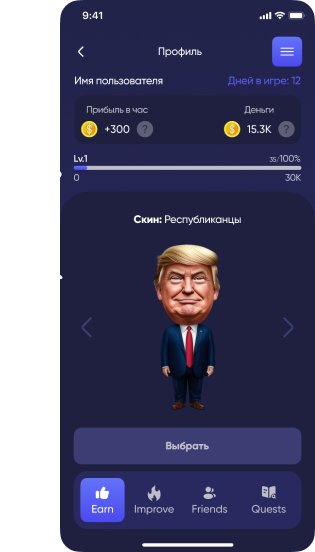 9:41
Профиль
Имя пользователя Дней в игре: 12
Прибыль в час Деньги
$ +300 ? $ 15.3K ?
Lv.1 35/100%
0 30K
Скин: Республиканцы
Выбрать
Earn Improve Friends Quests